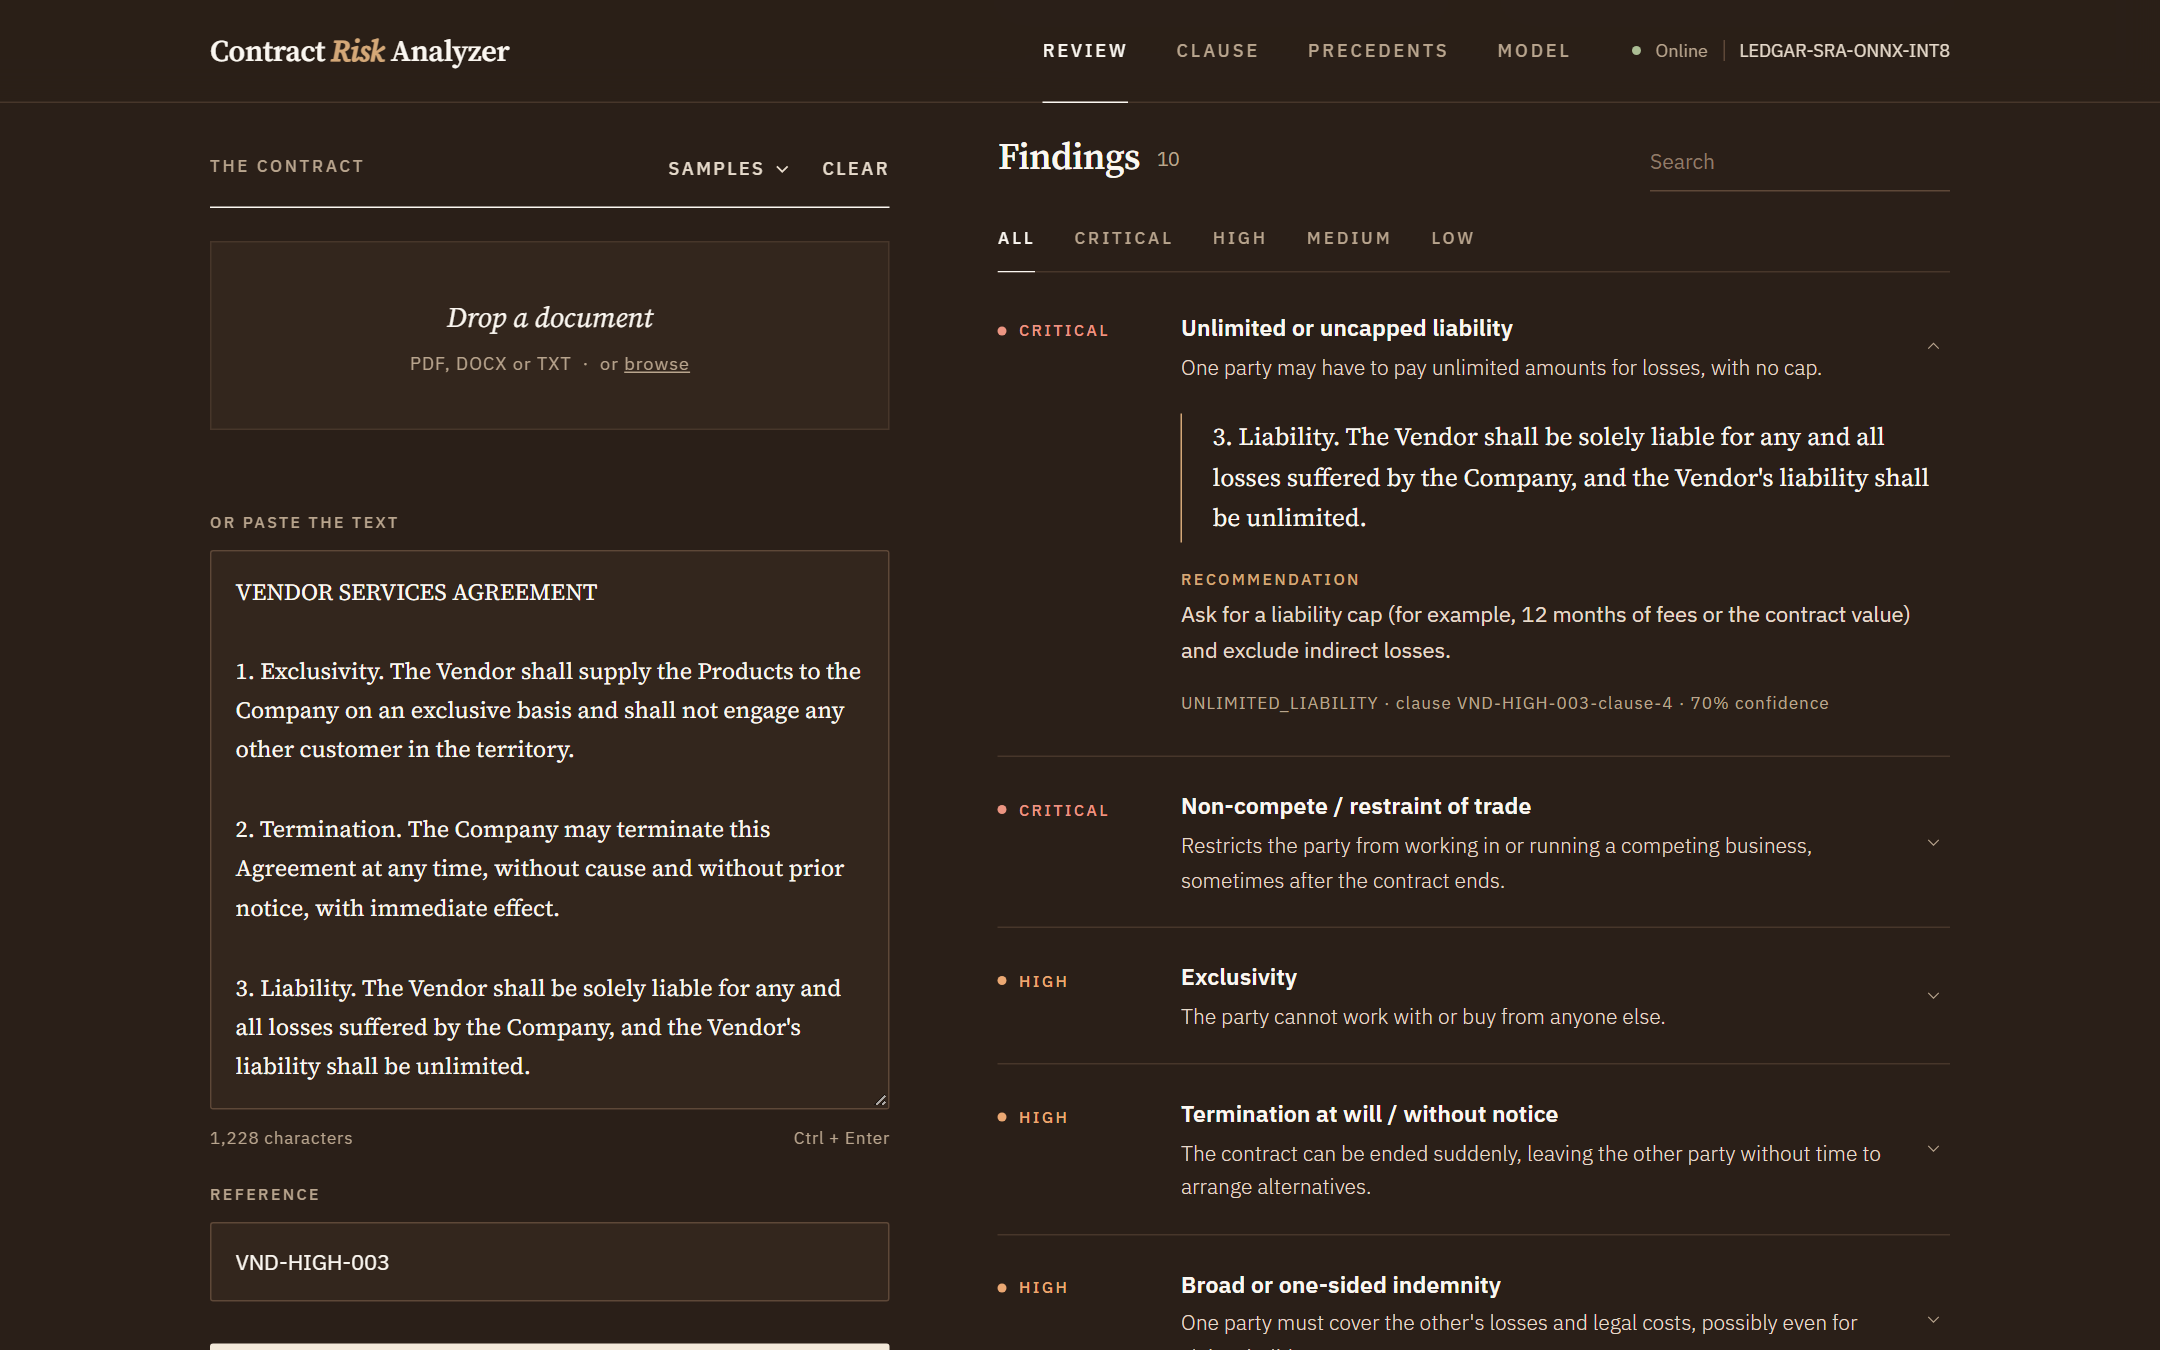 Contract Risk Analyzer
REVIEW
CLAUSE
PRECEDENTS
MODEL
Online
LEDGAR-SRA-ONNX-INT8
THE CONTRACT
SAMPLES
CLEAR
Drop a document
PDF, DOCX or TXT · or browse
OR PASTE THE TEXT
VENDOR SERVICES AGREEMENT
1. Exclusivity. The Vendor shall supply the Products to the
Company on an exclusive basis and shall not engage any
other customer in the territory.
2. Termination. The Company may terminate this
Agreement at any time, without cause and without prior
notice, with immediate effect.
3. Liability. The Vendor shall be solely liable for any and
all losses suffered by the Company, and the Vendor's
liability shall be unlimited.
1,228 characters
Ctrl + Enter
REFERENCE
VND-HIGH-003
Findings 10
Search
ALL
CRITICAL
HIGH
MEDIUM
LOW
CRITICAL
Unlimited or uncapped liability
One party may have to pay unlimited amounts for losses, with no cap.
3. Liability. The Vendor shall be solely liable for any and all
losses suffered by the Company, and the Vendor's liability shall
be unlimited.
RECOMMENDATION
Ask for a liability cap (for example, 12 months of fees or the contract value)
and exclude indirect losses.
UNLIMITED_LIABILITY · clause VND-HIGH-003-clause-4 · 70% confidence
CRITICAL
Non-compete / restraint of trade
Restricts the party from working in or running a competing business,
sometimes after the contract ends.
HIGH
Exclusivity
The party cannot work with or buy from anyone else.
HIGH
Termination at will / without notice
The contract can be ended suddenly, leaving the other party without time to
arrange alternatives.
HIGH
Broad or one-sided indemnity
One party must cover the other's losses and legal costs, possibly even for